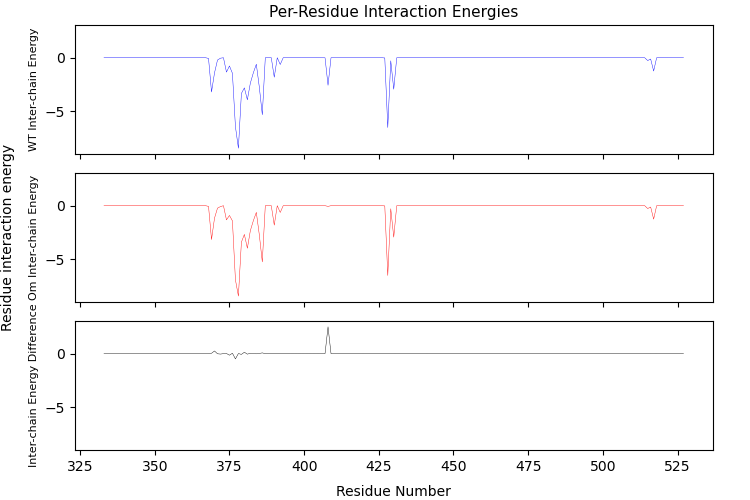 Per-Residue Interaction Energies
Residue interaction energy
WT Inter-chain Energy
0
−5
Om Inter-chain Energy
0
−5
Inter-chain Energy Difference
0
−5
325 350 375 400 425 450 475 500 525
Residue Number